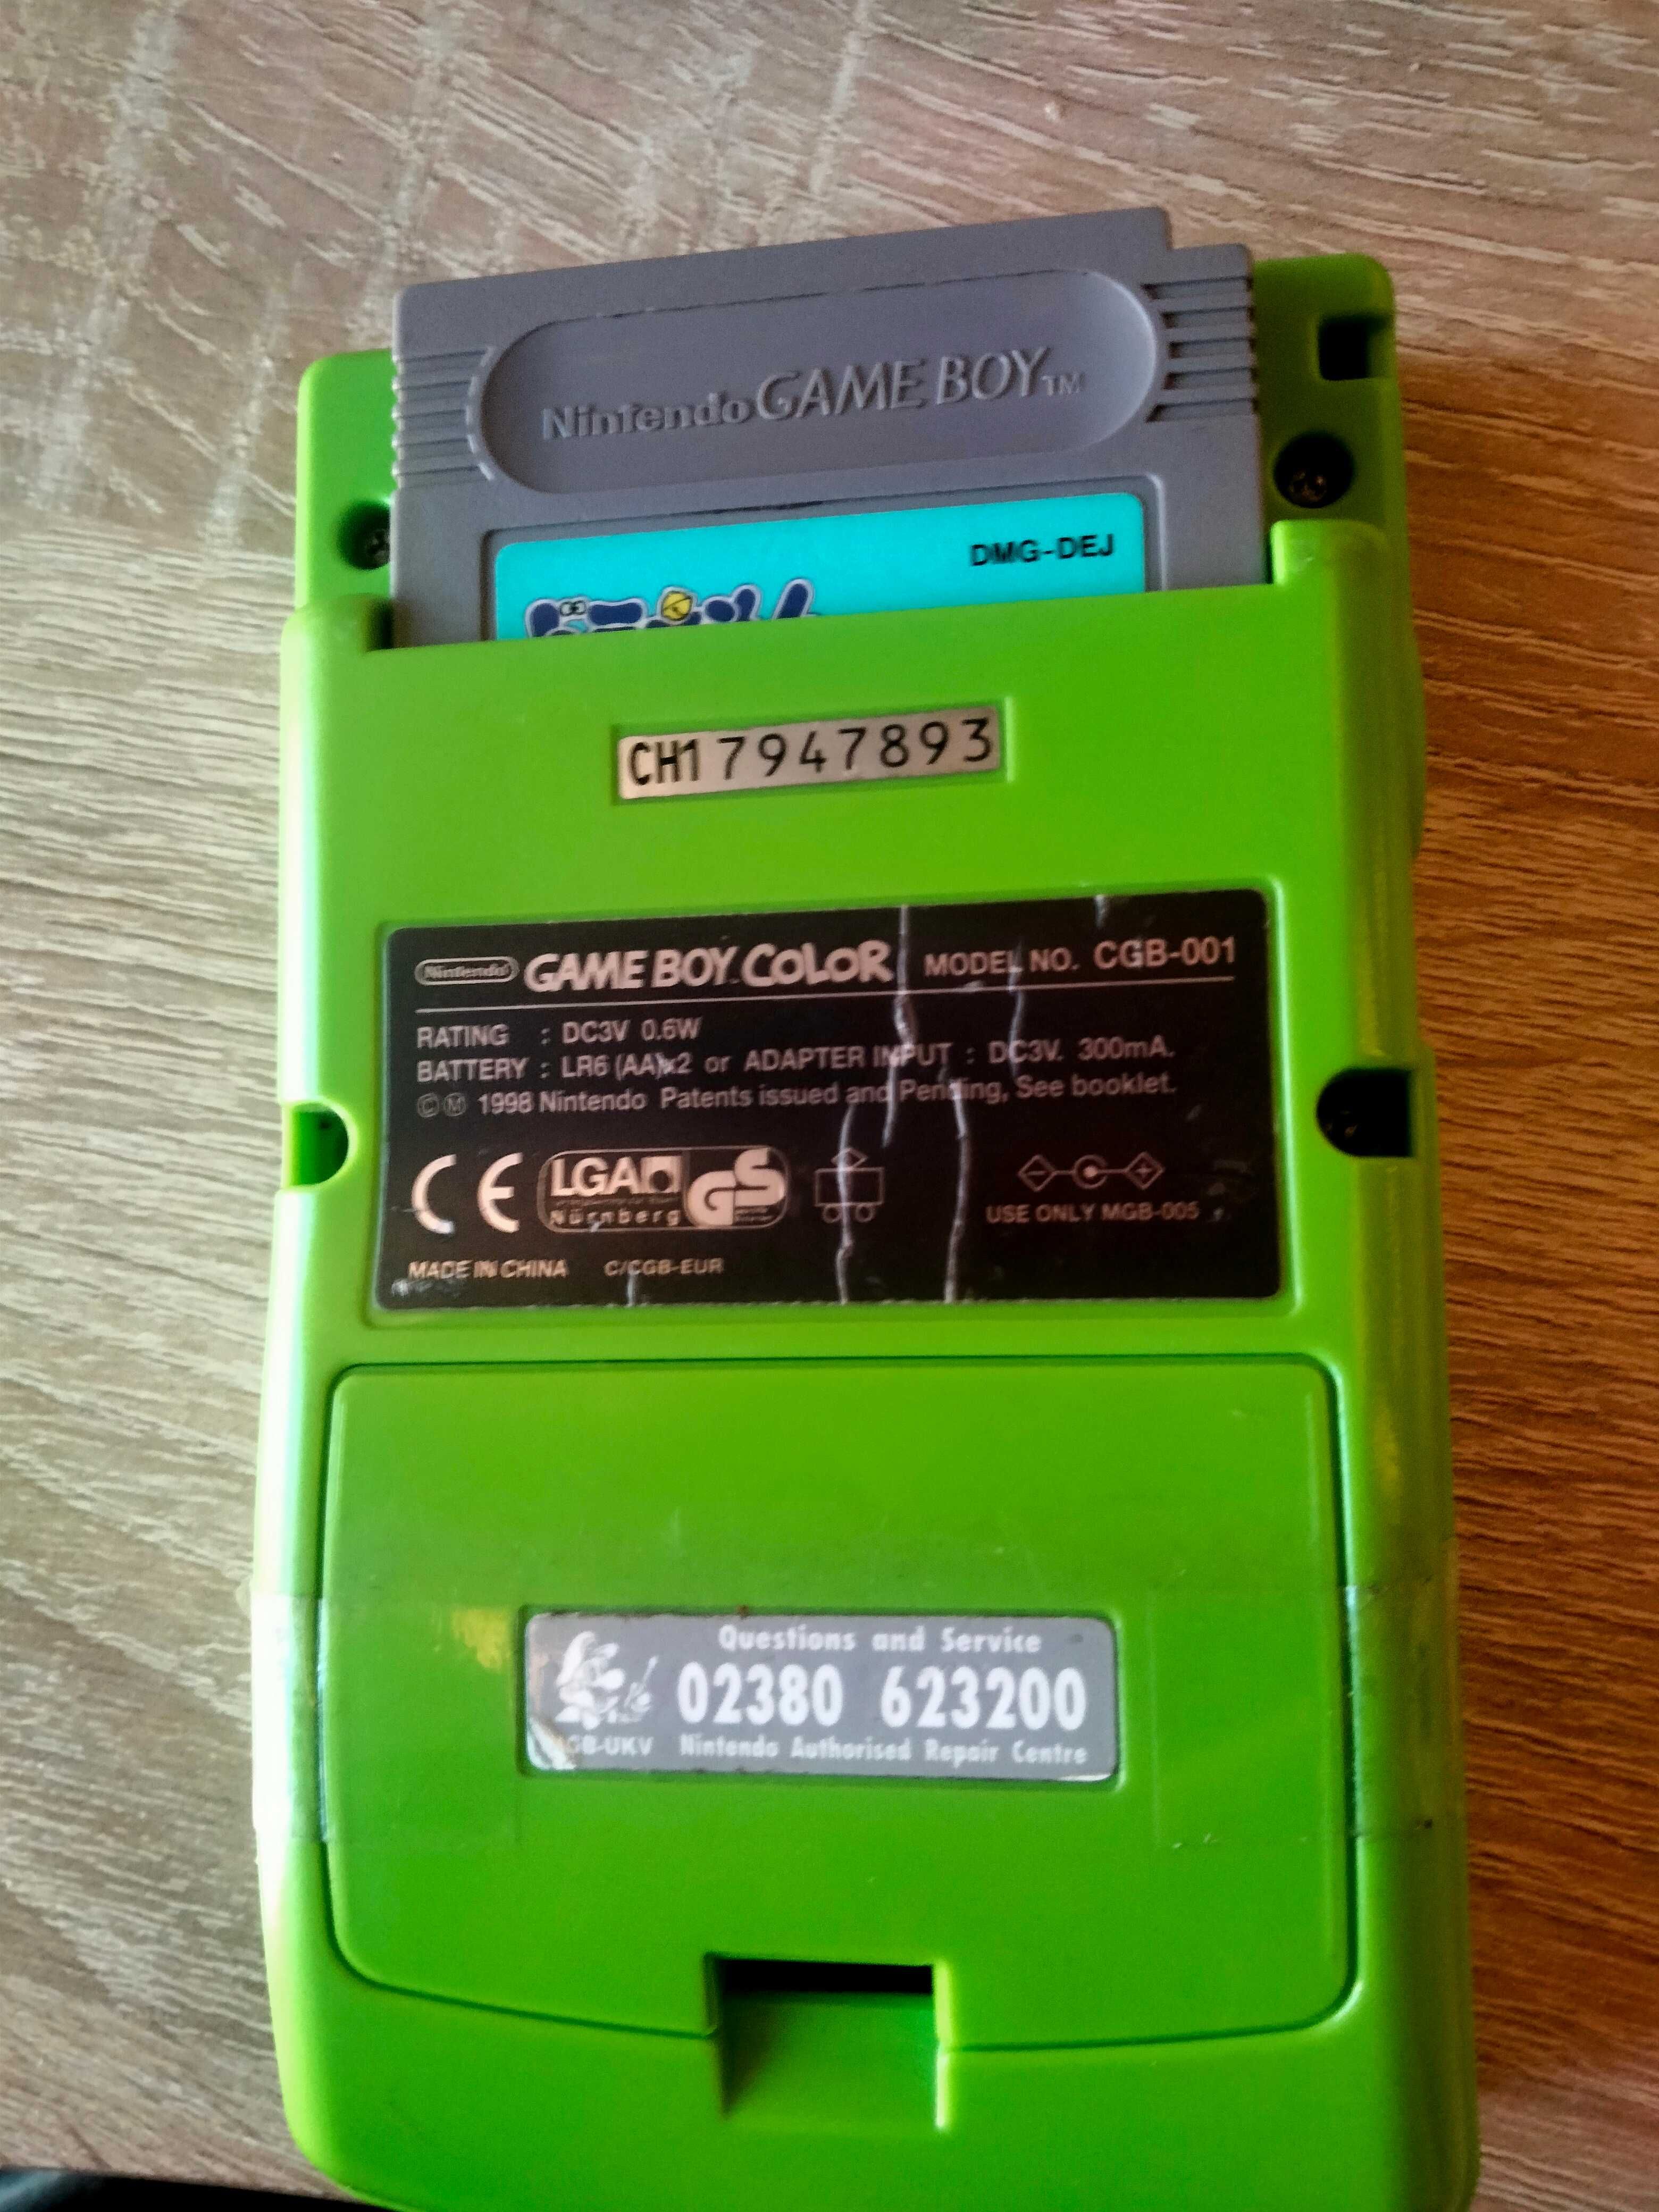 Nintendo GAME BOY™
DMG-DEJ
CH17947893
Nintendo GAME BOY COLOR MODEL NO. CGB-001
RATING : DC3V 0.6W
BATTERY : LR6 (AA)x2 or ADAPTER INPUT : DC3V. 300mA.
©Ⓜ 1998 Nintendo Patents issued and Pending, See booklet.
CE LGA GS
Nürnberg
USE ONLY MGB-005
MADE IN CHINA C/CGB-EUR
Questions and Service
02380 623200
GB-UKV Nintendo Authorised Repair Centre